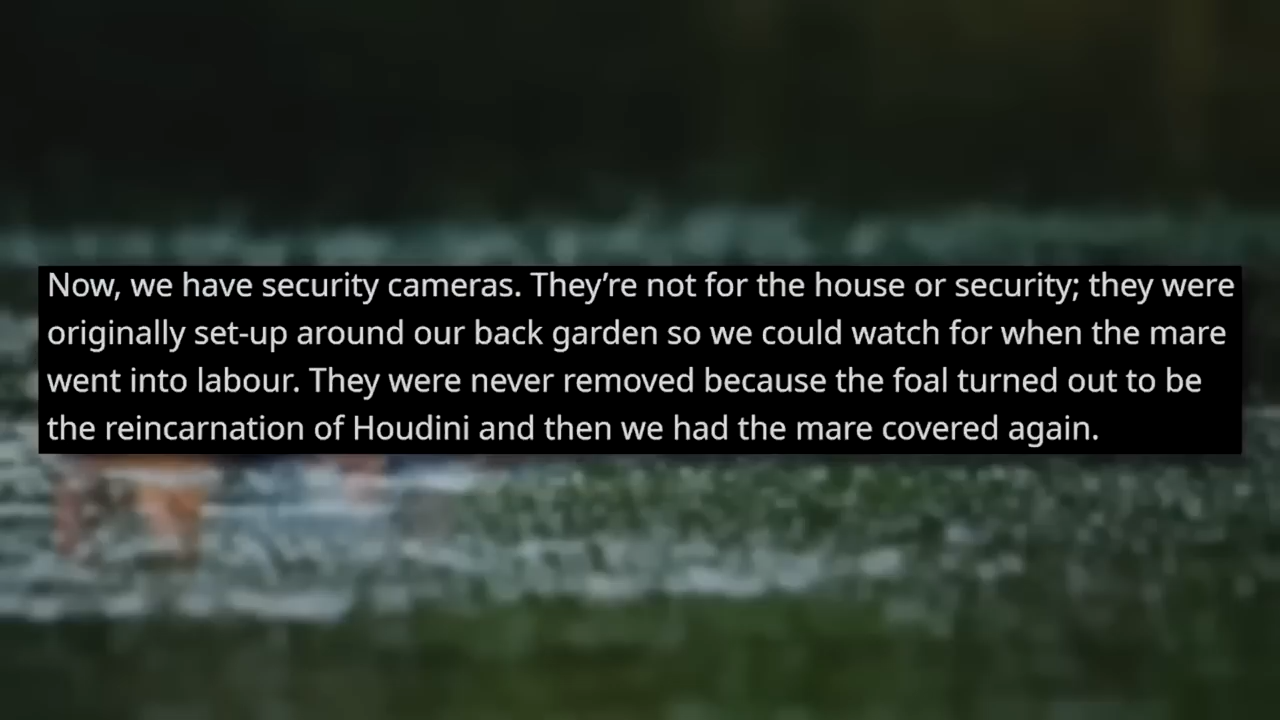 Now, we have security cameras. They’re not for the house or security; they were
originally set-up around our back garden so we could watch for when the mare
went into labour. They were never removed because the foal turned out to be
the reincarnation of Houdini and then we had the mare covered again.